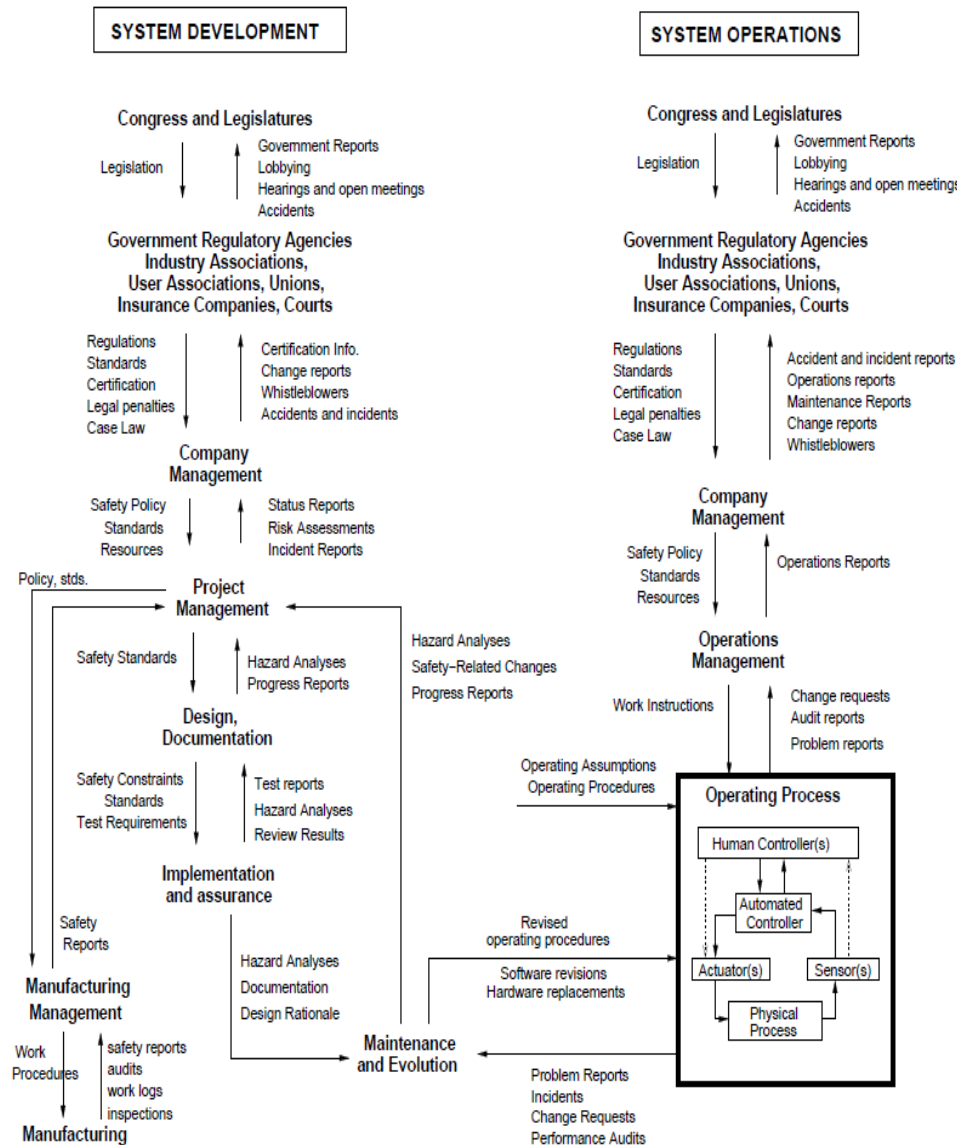 SYSTEM DEVELOPMENT
Congress and Legislatures
Legislation
Government Reports
Lobbying
Hearings and open meetings
Accidents
Government Regulatory Agencies
Industry Associations,
User Associations, Unions,
Insurance Companies, Courts
Regulations
Standards
Certification
Legal penalties
Case Law
Certification Info.
Change reports
Whistleblowers
Accidents and incidents
Company
Management
Safety Policy
Standards
Resources
Status Reports
Risk Assessments
Incident Reports
Policy, stds.
Project
Management
Safety Standards
Hazard Analyses
Progress Reports
Hazard Analyses
Safety-Related Changes
Progress Reports
Design,
Documentation
Safety Constraints
Standards
Test Requirements
Test reports
Hazard Analyses
Review Results
Implementation
and assurance
Safety
Reports
Hazard Analyses
Documentation
Design Rationale
Manufacturing
Management
Work
Procedures
safety reports
audits
work logs
inspections
Manufacturing
Maintenance
and Evolution
SYSTEM OPERATIONS
Congress and Legislatures
Legislation
Government Reports
Lobbying
Hearings and open meetings
Accidents
Government Regulatory Agencies
Industry Associations,
User Associations, Unions,
Insurance Companies, Courts
Regulations
Standards
Certification
Legal penalties
Case Law
Accident and incident reports
Operations reports
Maintenance Reports
Change reports
Whistleblowers
Company
Management
Safety Policy
Standards
Resources
Operations Reports
Operations
Management
Work Instructions
Change requests
Audit reports
Problem reports
Operating Assumptions
Operating Procedures
Operating Process
Human Controller(s)
Automated
Controller
Actuator(s)
Sensor(s)
Physical
Process
Revised
operating procedures
Software revisions
Hardware replacements
Problem Reports
Incidents
Change Requests
Performance Audits